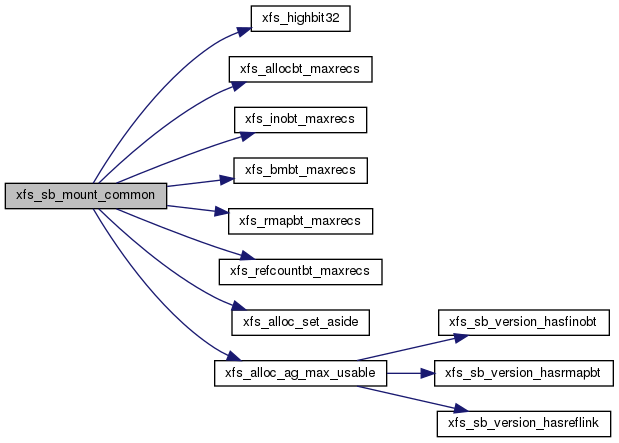 xfs_sb_mount_common
xfs_highbit32
xfs_allocbt_maxrecs
xfs_inobt_maxrecs
xfs_bmbt_maxrecs
xfs_rmapbt_maxrecs
xfs_refcountbt_maxrecs
xfs_alloc_set_aside
xfs_alloc_ag_max_usable
xfs_sb_version_hasfinobt
xfs_sb_version_hasrmapbt
xfs_sb_version_hasreflink